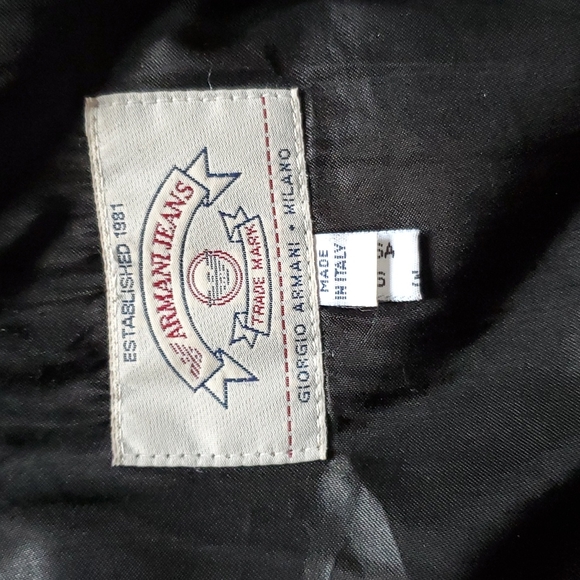 ESTABLISHED 1981
ARMANI JEANS
TRADE MARK
GIORGIO ARMANI • MILANO
MADE
IN ITALY